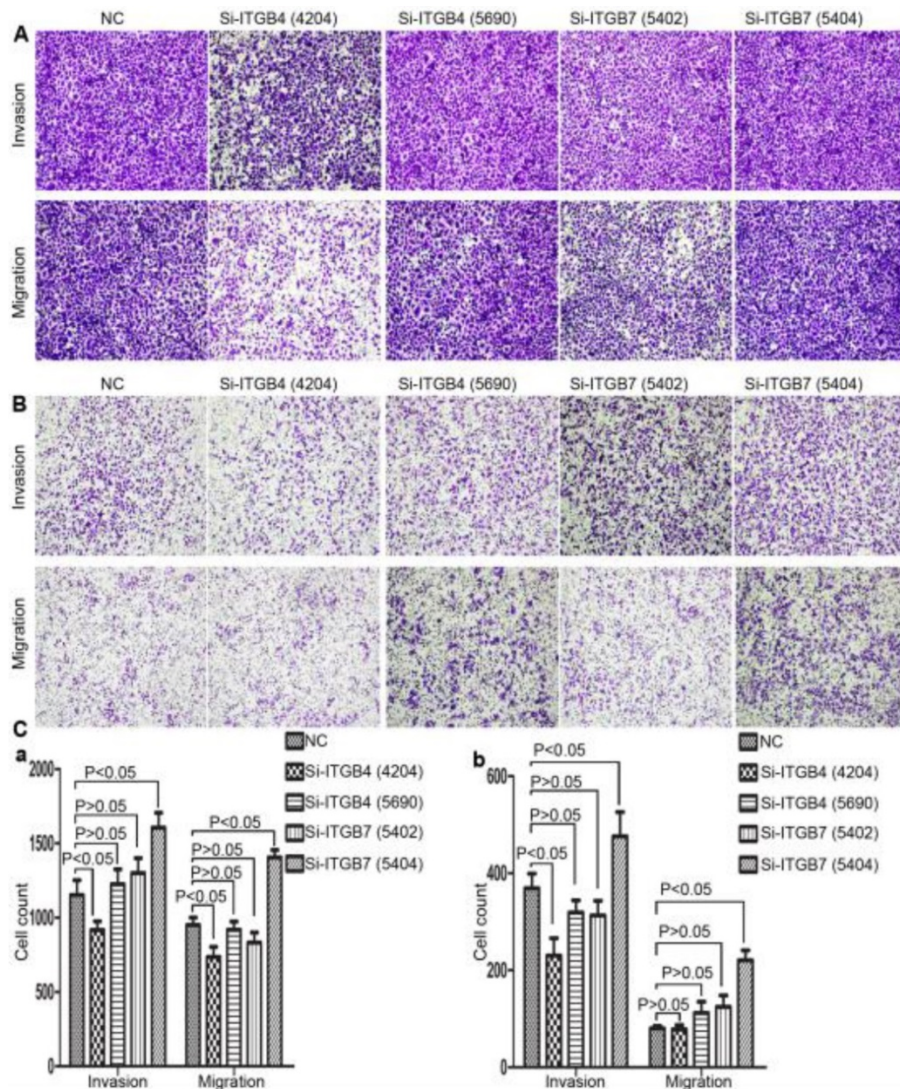 NC Si-ITGB4 (4204) Si-ITGB4 (5690) Si-ITGB7 (5402) Si-ITGB7 (5404)
A
Invasion
Migration
NC Si-ITGB4 (4204) Si-ITGB4 (5690) Si-ITGB7 (5402) Si-ITGB7 (5404)
B
Invasion
Migration
C
a
NC
Si-ITGB4 (4204)
Si-ITGB4 (5690)
Si-ITGB7 (5402)
Si-ITGB7 (5404)
2000
1500
1000
500
0
Cell count
P<0.05
P>0.05
P>0.05
P<0.05
P<0.05
P>0.05
P>0.05
P<0.05
Invasion Migration
b
NC
Si-ITGB4 (4204)
Si-ITGB4 (5690)
Si-ITGB7 (5402)
Si-ITGB7 (5404)
600
400
200
0
Cell count
P<0.05
P>0.05
P>0.05
P<0.05
P<0.05
P>0.05
P>0.05
P>0.05
Invasion Migration